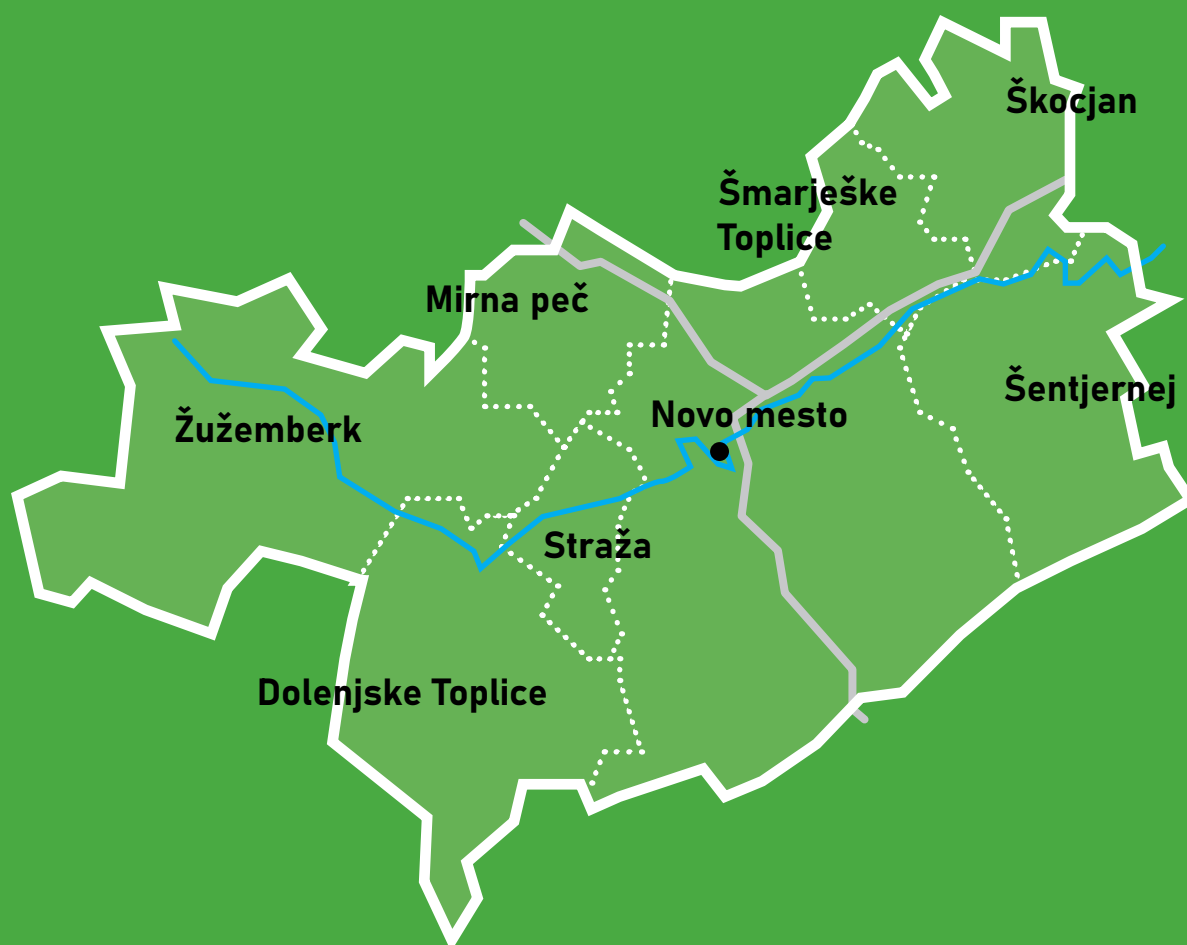 Škocjan
Šmarješke
Toplice
Mirna peč
Šentjernej
Novo mesto
Žužemberk
Straža
Dolenjske Toplice